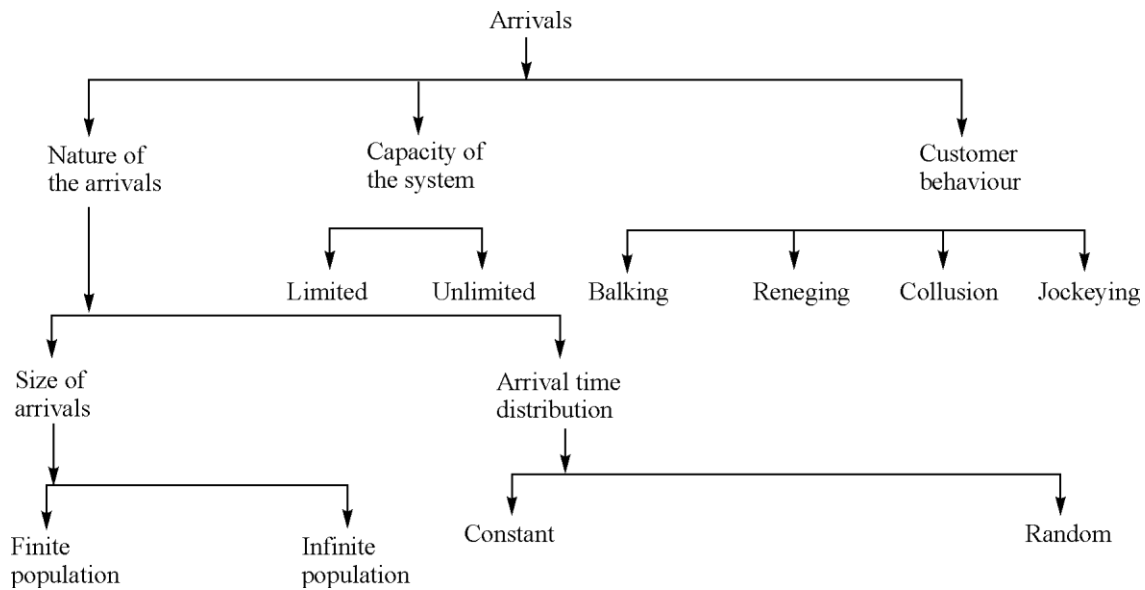 Arrivals
Nature of
the arrivals
Capacity of
the system
Customer
behaviour
Limited
Unlimited
Balking
Reneging
Collusion
Jockeying
Size of
arrivals
Arrival time
distribution
Finite
population
Infinite
population
Constant
Random